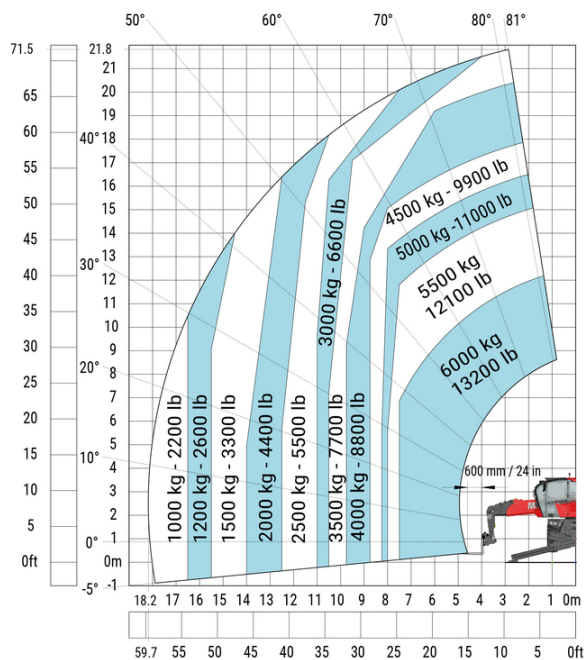 50° 60° 70° 80° 81°
71.5 21.8
21
65 20
19
60
40° 18
55 17
16
50 15
45 14
13
40 30° 12
35 11
10
30 9
25 8
20° 7
20 6
5
15 10° 4
10 3
2
5 1
0°
0ft 0m
-5° -1
4500 kg - 9900 lb
5000 kg -11000 lb
5500 kg
12100 lb
6000 kg
13200 lb
3000 kg - 6600 lb
1000 kg - 2200 lb
1200 kg - 2600 lb
1500 kg - 3300 lb
2000 kg - 4400 lb
2500 kg - 5500 lb
3500 kg - 7700 lb
4000 kg - 8800 lb
600 mm / 24 in
18.2 17 16 15 14 13 12 11 10 9 8 7 6 5 4 3 2 1 0m
59.7 55 50 45 40 35 30 25 20 15 10 5 0ft